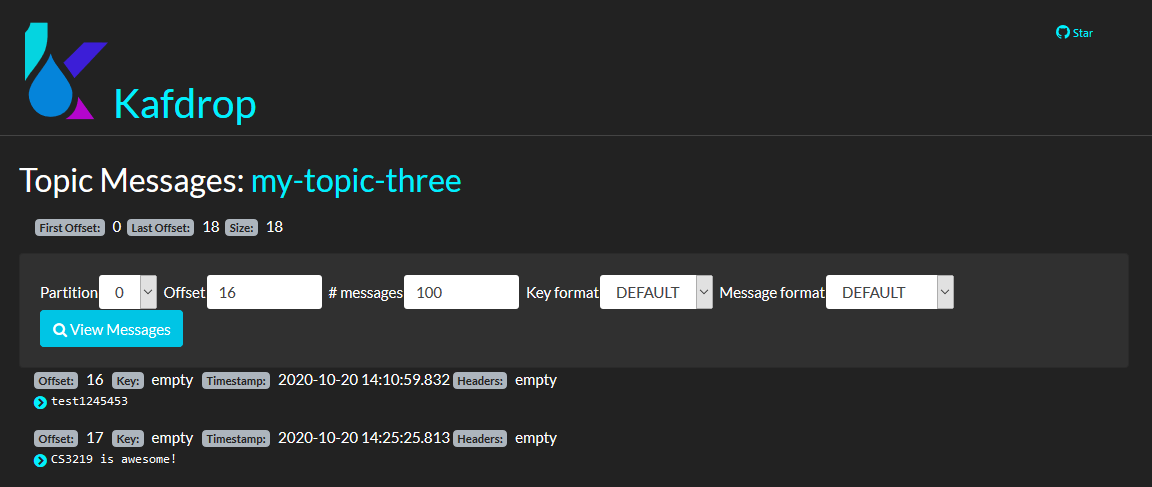 Star
Kafdrop
Topic Messages: my-topic-three
First Offset: 0 Last Offset: 18 Size: 18
Partition 0 Offset 16 # messages 100 Key format DEFAULT Message format DEFAULT
View Messages
Offset: 16 Key: empty Timestamp: 2020-10-20 14:10:59.832 Headers: empty
test1245453
Offset: 17 Key: empty Timestamp: 2020-10-20 14:25:25.813 Headers: empty
CS3219 is awesome!